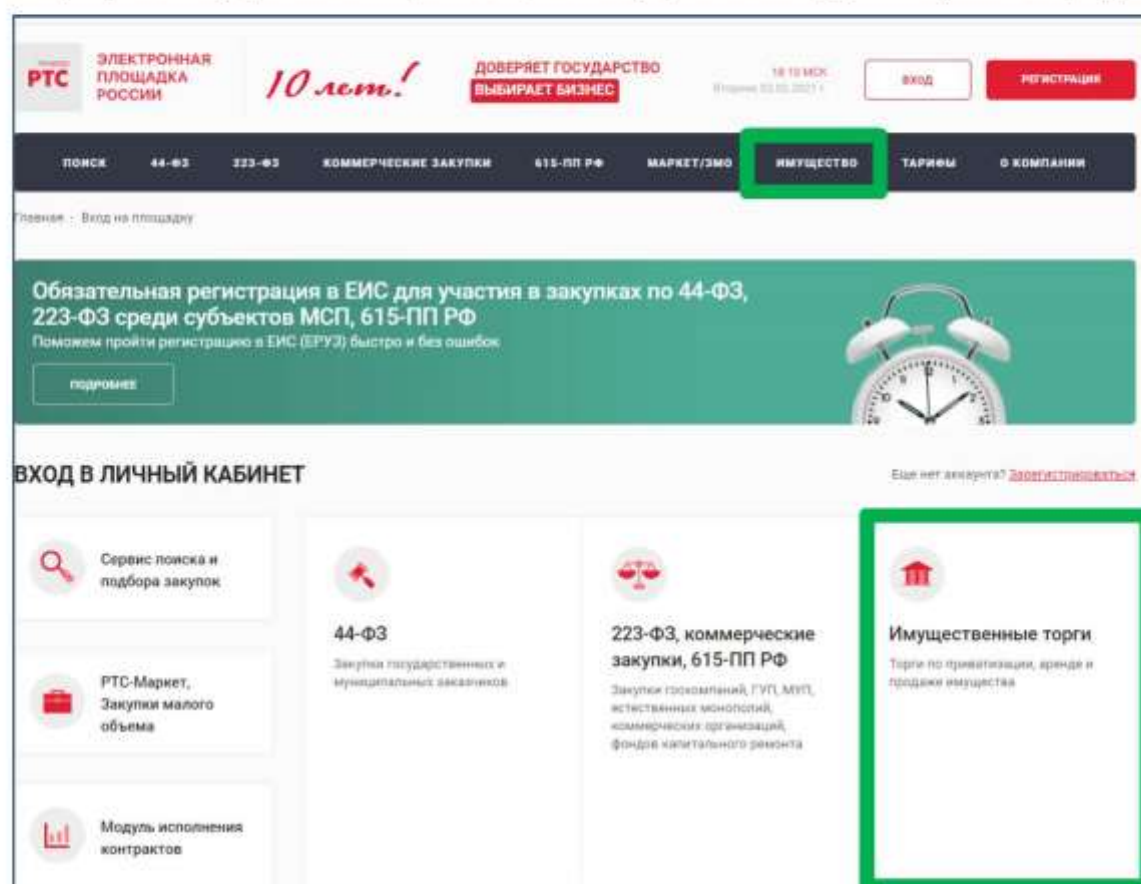 РТС
ЭЛЕКТРОННАЯ
ПЛОЩАДКА
РОССИИ
10 лет!
ДОВЕРЯЕТ ГОСУДАРСТВО
ВЫБИРАЕТ БИЗНЕС
ВХОД
РЕГИСТРАЦИЯ
ПОИСК 44-ФЗ 223-ФЗ КОММЕРЧЕСКИЕ ЗАКУПКИ 615-ПП РФ МАРКЕТ/ЗМО ИМУЩЕСТВО ТАРИФЫ О КОМПАНИИ
Главная - Вход на площадку
Обязательная регистрация в ЕИС для участия в закупках по 44-ФЗ,
223-ФЗ среди субъектов МСП, 615-ПП РФ
Поможем пройти регистрацию в ЕИС (ЕРУЗ) быстро и без ошибок
ПОДРОБНЕЕ
ВХОД В ЛИЧНЫЙ КАБИНЕТ
Еще нет аккаунта? Зарегистрироваться
Сервис поиска и
подбора закупок
РТС-Маркет,
Закупки малого
объема
Модуль исполнения
контрактов
44-ФЗ
Закупки государственных и
муниципальных заказчиков
223-ФЗ, коммерческие
закупки, 615-ПП РФ
Закупки госкомпаний, ГУП, МУП,
естественных монополий,
коммерческих организаций,
фондов капитального ремонта
Имущественные торги
Торги по приватизации, аренде и
продаже имущества